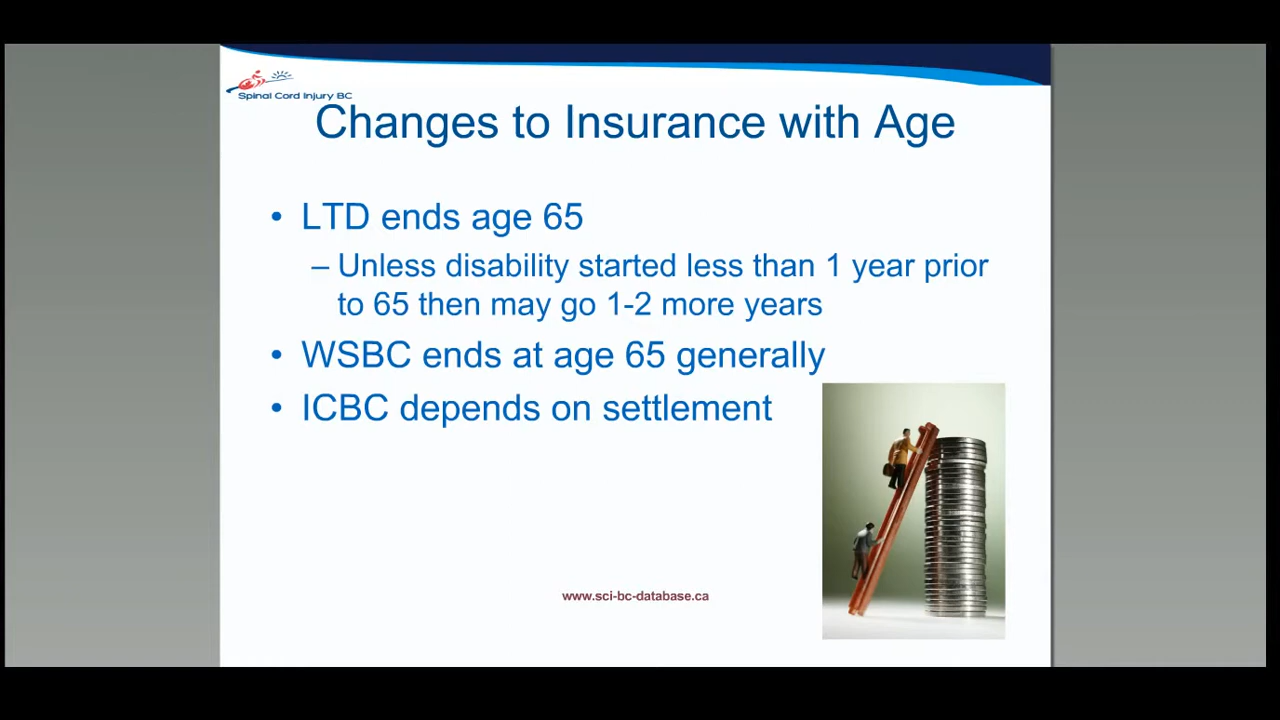 Spinal Cord Injury BC
Changes to Insurance with Age
• LTD ends age 65
– Unless disability started less than 1 year prior
to 65 then may go 1-2 more years
• WSBC ends at age 65 generally
• ICBC depends on settlement
www.sci-bc-database.ca